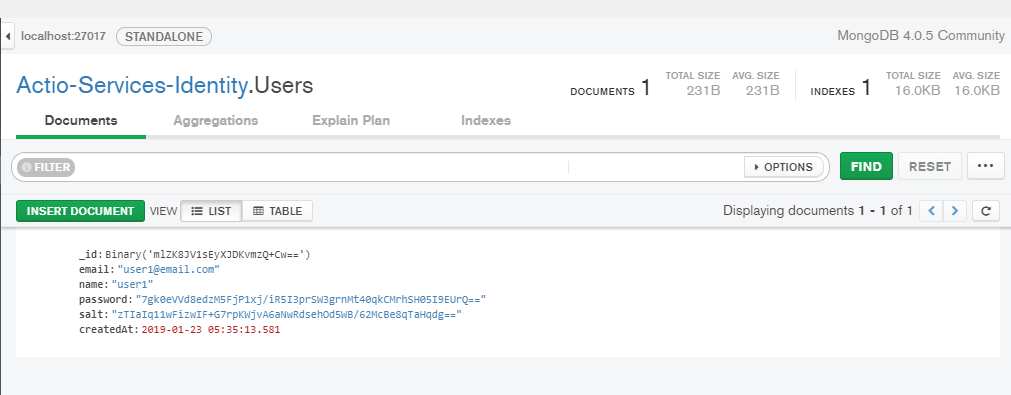 localhost:27017 STANDALONE MongoDB 4.0.5 Community
Actio-Services-Identity.Users
DOCUMENTS 1 TOTAL SIZE 231B AVG. SIZE 231B INDEXES 1 TOTAL SIZE 16.0KB AVG. SIZE 16.0KB
Documents Aggregations Explain Plan Indexes
FILTER OPTIONS FIND RESET ...
INSERT DOCUMENT VIEW LIST TABLE Displaying documents 1 - 1 of 1
_id: Binary('mlZK8JV1sEyXJDKvmzQ+Cw==')
email: "user1@email.com"
name: "user1"
password: "7gk0eVVd8edzM5FjP1xj/iR5I3prSW3grnMt40qkCMrhSH05I9EUrQ=="
salt: "zTIaIq11wFizwIF+G7rpKWjvA6aNwRdsehOd5WB/62McBe8qTaHqdg=="
createdAt: 2019-01-23 05:35:13.581